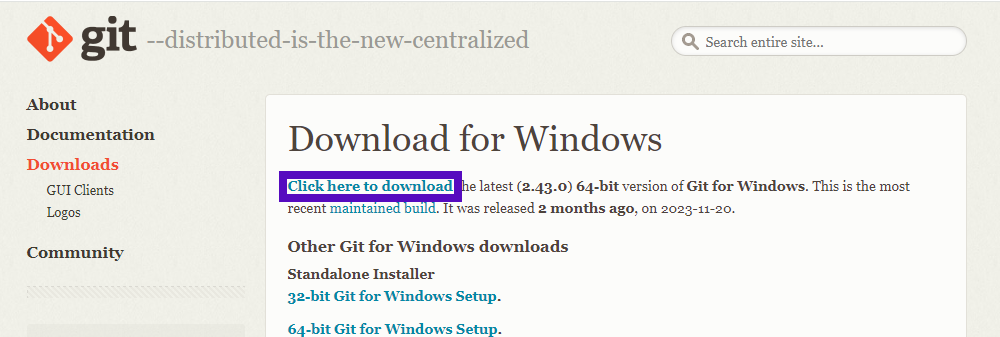 git --distributed-is-the-new-centralized
Search entire site...
About
Documentation
Downloads
GUI Clients
Logos
Community
Download for Windows
Click here to download the latest (2.43.0) 64-bit version of Git for Windows. This is the most
recent maintained build. It was released 2 months ago, on 2023-11-20.
Other Git for Windows downloads
Standalone Installer
32-bit Git for Windows Setup.
64-bit Git for Windows Setup.